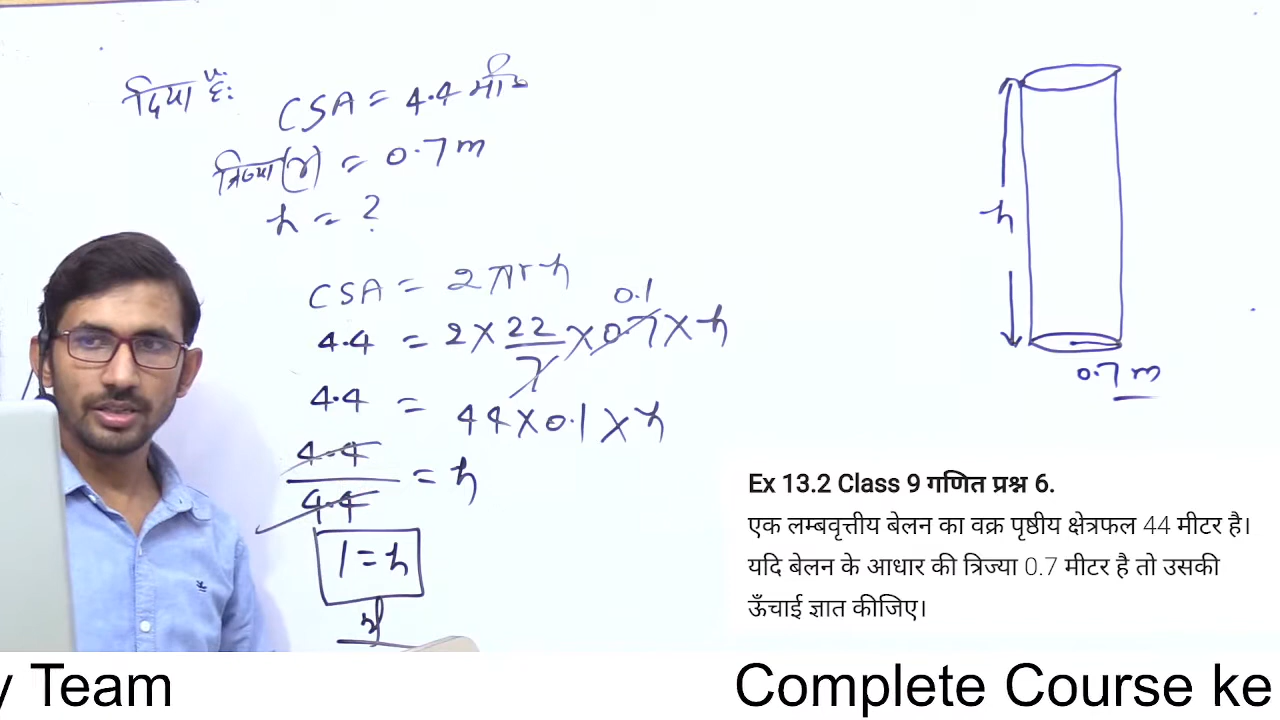 दिया है:
CSA = 4.4 मी²
त्रिज्या (r) = 0.7 m
h = ?
CSA = 2πrh
0.1
4.4 = 2 × 22/7 × 0.7 × h
4.4 = 44 × 0.1 × h
4.4/4.4 = h
1 = h
h
0.7 m
Ex 13.2 Class 9 गणित प्रश्न 6.
एक लम्बवृत्तीय बेलन का वक्र पृष्ठीय क्षेत्रफल 44 मीटर है।
यदि बेलन के आधार की त्रिज्या 0.7 मीटर है तो उसकी
ऊँचाई ज्ञात कीजिए।
y Team Complete Course ke